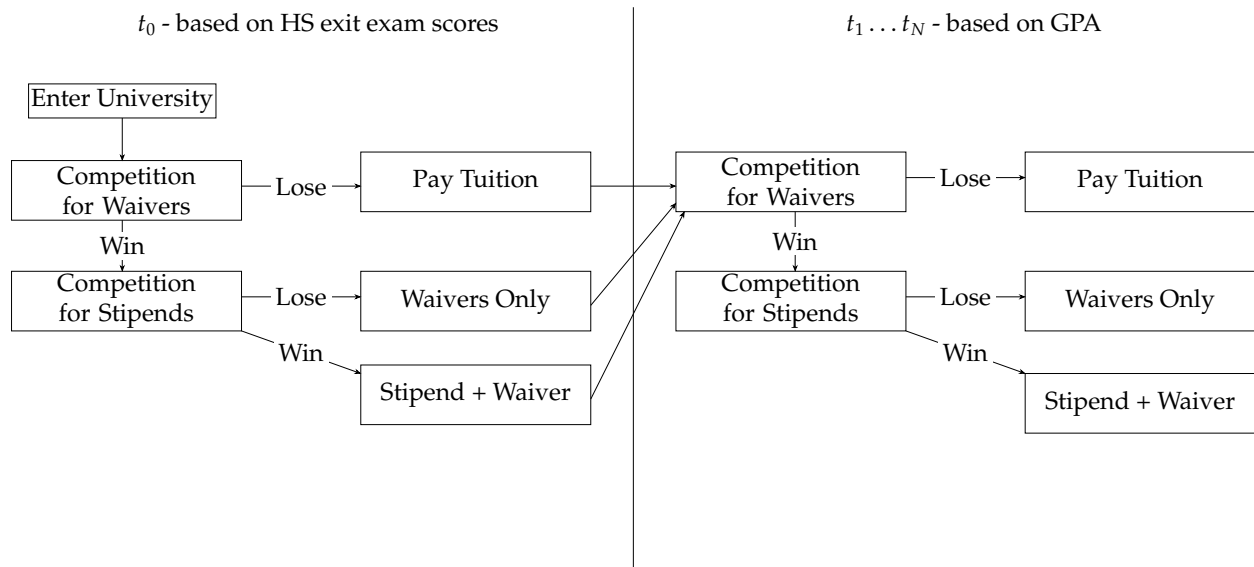 t₀ - based on HS exit exam scores
t₁ … t_N - based on GPA
Enter University
Competition
for Waivers
Lose
Pay Tuition
Win
Competition
for Stipends
Lose
Waivers Only
Win
Stipend + Waiver
Competition
for Waivers
Lose
Pay Tuition
Win
Competition
for Stipends
Lose
Waivers Only
Win
Stipend + Waiver